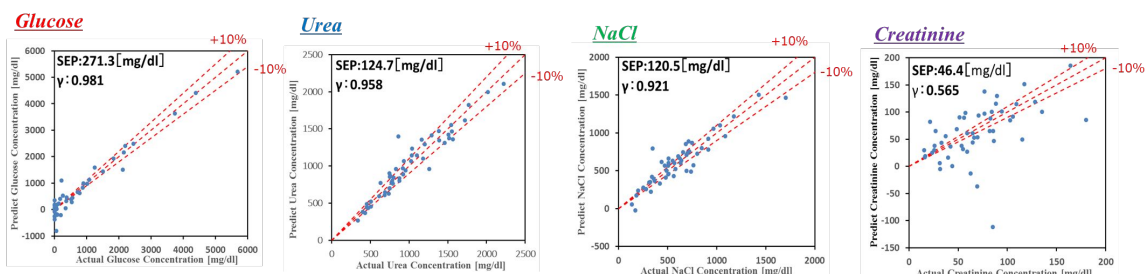 Glucose
+10%
-10%
SEP:271.3[mg/dl]
γ:0.981
Predict Glucose Concentration [mg/dl]
6000
5000
4000
3000
2000
1000
0
-1000
0 1000 2000 3000 4000 5000 6000
Actual Glucose Concentration [mg/dl]
Urea
+10%
-10%
SEP:124.7[mg/dl]
γ:0.958
Predict Urea Concentration [mg/dl]
2500
2000
1500
1000
500
0
0 500 1000 1500 2000 2500
Actual Urea Concentration [mg/dl]
NaCl
+10%
-10%
SEP:120.5[mg/dl]
γ:0.921
Predict NaCl Concentration [mg/dl]
2000
1500
1000
500
0
-500
0 500 1000 1500 2000
Actual NaCl Concentration [mg/dl]
Creatinine
+10%
-10%
SEP:46.4[mg/dl]
γ:0.565
Predict Creatinine Concentration [mg/dl]
200
150
100
50
0
-50
-100
-150
0 50 100 150 200
Actual Creatinine Concentration [mg/dl]